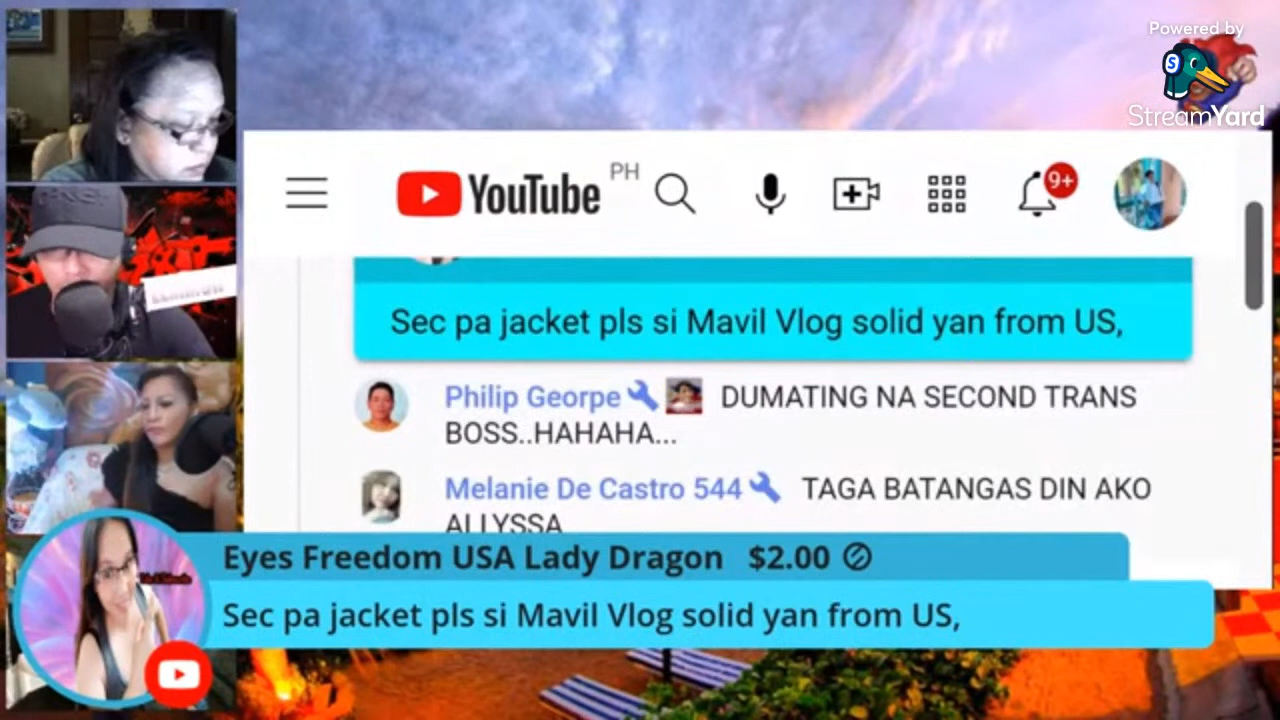 Powered by
StreamYard
YouTube PH
9+
Sec pa jacket pls si Mavil Vlog solid yan from US,
Philip Georpe DUMATING NA SECOND TRANS
BOSS..HAHAHA...
Melanie De Castro 544 TAGA BATANGAS DIN AKO
ALLYSSA
Eyes Freedom USA Lady Dragon $2.00
Sec pa jacket pls si Mavil Vlog solid yan from US,